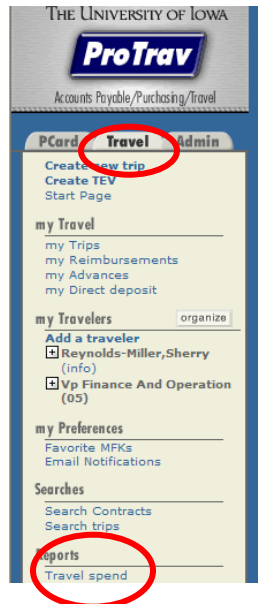 THE UNIVERSITY OF IOWA
ProTrav
Accounts Payable/Purchasing/Travel
PCard Travel Admin
Create new trip
Create TEV
Start Page
my Travel
my Trips
my Reimbursements
my Advances
my Direct deposit
my Travelers organize
Add a traveler
Reynolds-Miller,Sherry
(info)
Vp Finance And Operation
(05)
my Preferences
Favorite MFKs
Email Notifications
Searches
Search Contracts
Search trips
Reports
Travel spend